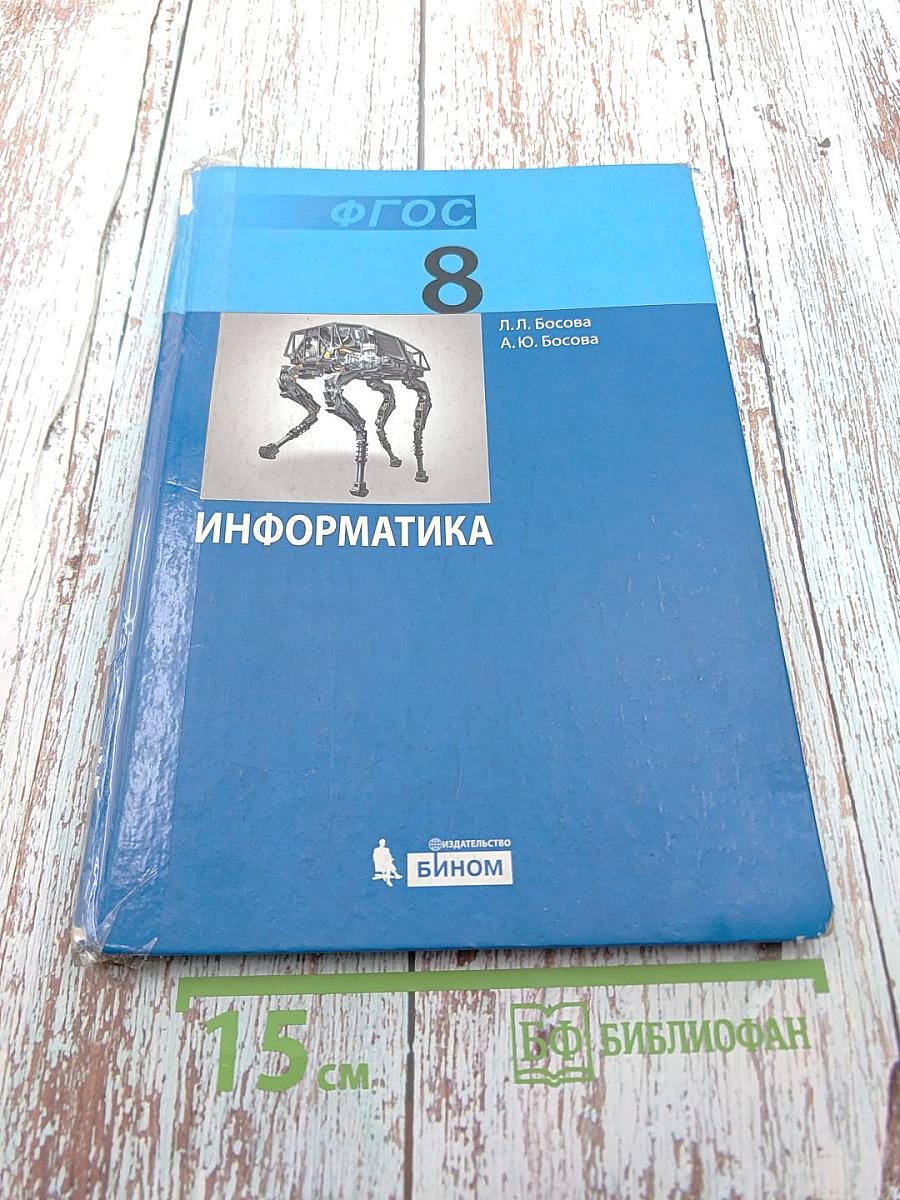 ФГОС
8
Л.Л. Босова
А.Ю. Босова
ИНФОРМАТИКА
ИЗДАТЕЛЬСТВО
БИНОМ
15 см
БФ БИБЛИОФАН